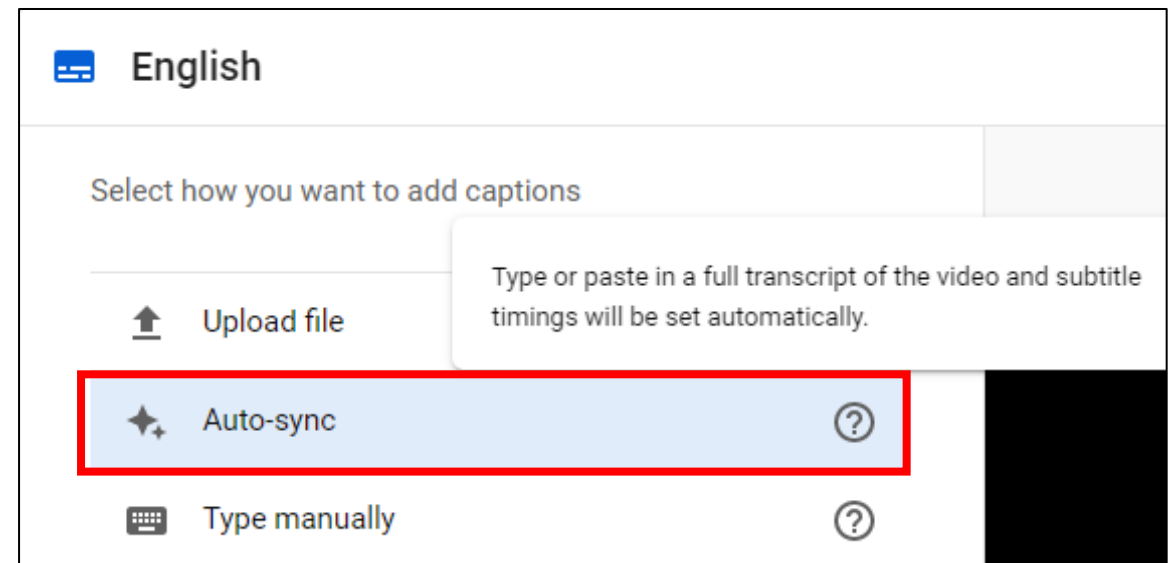 English
Select how you want to add captions
Type or paste in a full transcript of the video and subtitle
timings will be set automatically.
Upload file
Auto-sync
Type manually